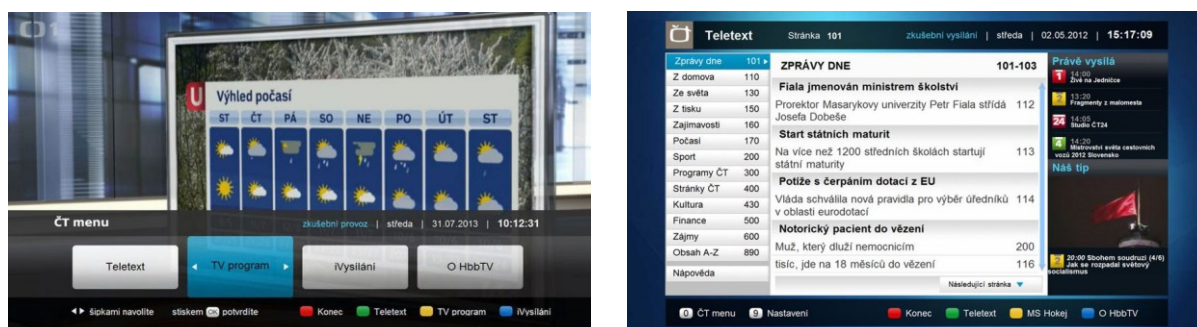 ČT1
U Výhled počasí
ST ČT PÁ SO NE PO ÚT ST
ČT menu zkušební provoz | středa | 31.07.2013 | 10:12:31
Teletext TV program iVysílání O HbbTV
šipkami navolíte stiskem OK potvrdíte Konec Teletext TV program iVysílání
Teletext Stránka 101 zkušební vysílání | středa | 02.05.2012 | 15:17:09
Zprávy dne 101
Z domova 110
Ze světa 130
Z tisku 150
Zajímavosti 160
Počasí 170
Sport 200
Programy ČT 300
Stránky ČT 400
Kultura 430
Finance 500
Zájmy 600
Obsah A-Z 890
Nápověda
ZPRÁVY DNE 101-103
Fiala jmenován ministrem školství
Prorektor Masarykovy univerzity Petr Fiala střídá 112
Josefa Dobeše
Start státních maturit
Na více než 1200 středních školách startují 113
státní maturity
Potíže s čerpáním dotací z EU
Vláda schválila nová pravidla pro výběr úředníků 114
v oblasti eurodotací
Notorický pacient do vězení
Muž, který dluží nemocnicím 200
tisíc, jde na 18 měsíců do vězení 116
Následující stránka
Právě vysílá
1 14:00
Živě na Jedničce
2 13:20
Fragmenty z malomesta
24 14:05
Studio ČT24
4 14:20
Mistrovství světa cestovních
vozů 2012 Slovensko
Náš tip
2 20:00 Sbohem soudruzi (4/6)
Jak se rozpadal světový
socialismus
0 ČT menu 9 Nastavení Konec Teletext MS Hokej O HbbTV